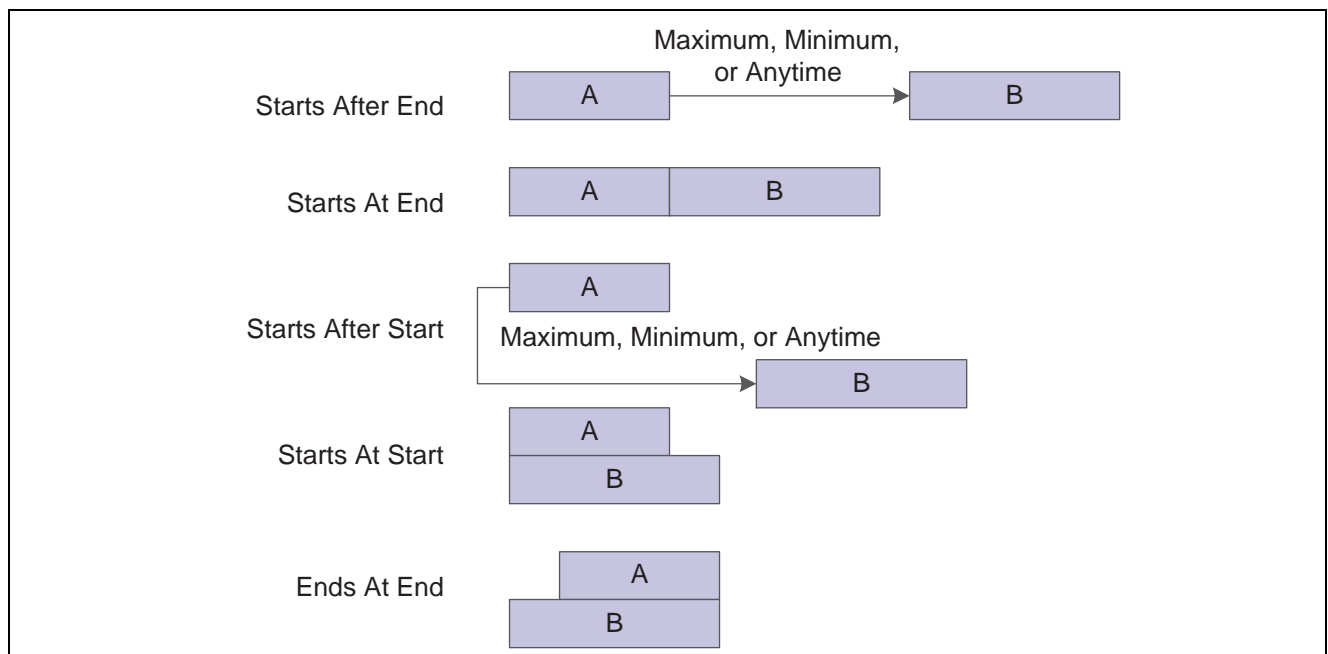 Maximum, Minimum,
or Anytime
Starts After End
A
B
Starts At End
A
B
A
Starts After Start
Maximum, Minimum, or Anytime
B
A
Starts At Start
B
A
Ends At End
B